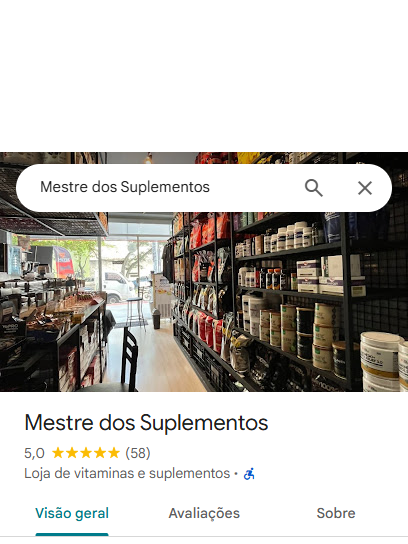 Mestre dos Suplementos
Mestre dos Suplementos
5,0 ★★★★★ (58)
Loja de vitaminas e suplementos ·
Visão geral
Avaliações
Sobre